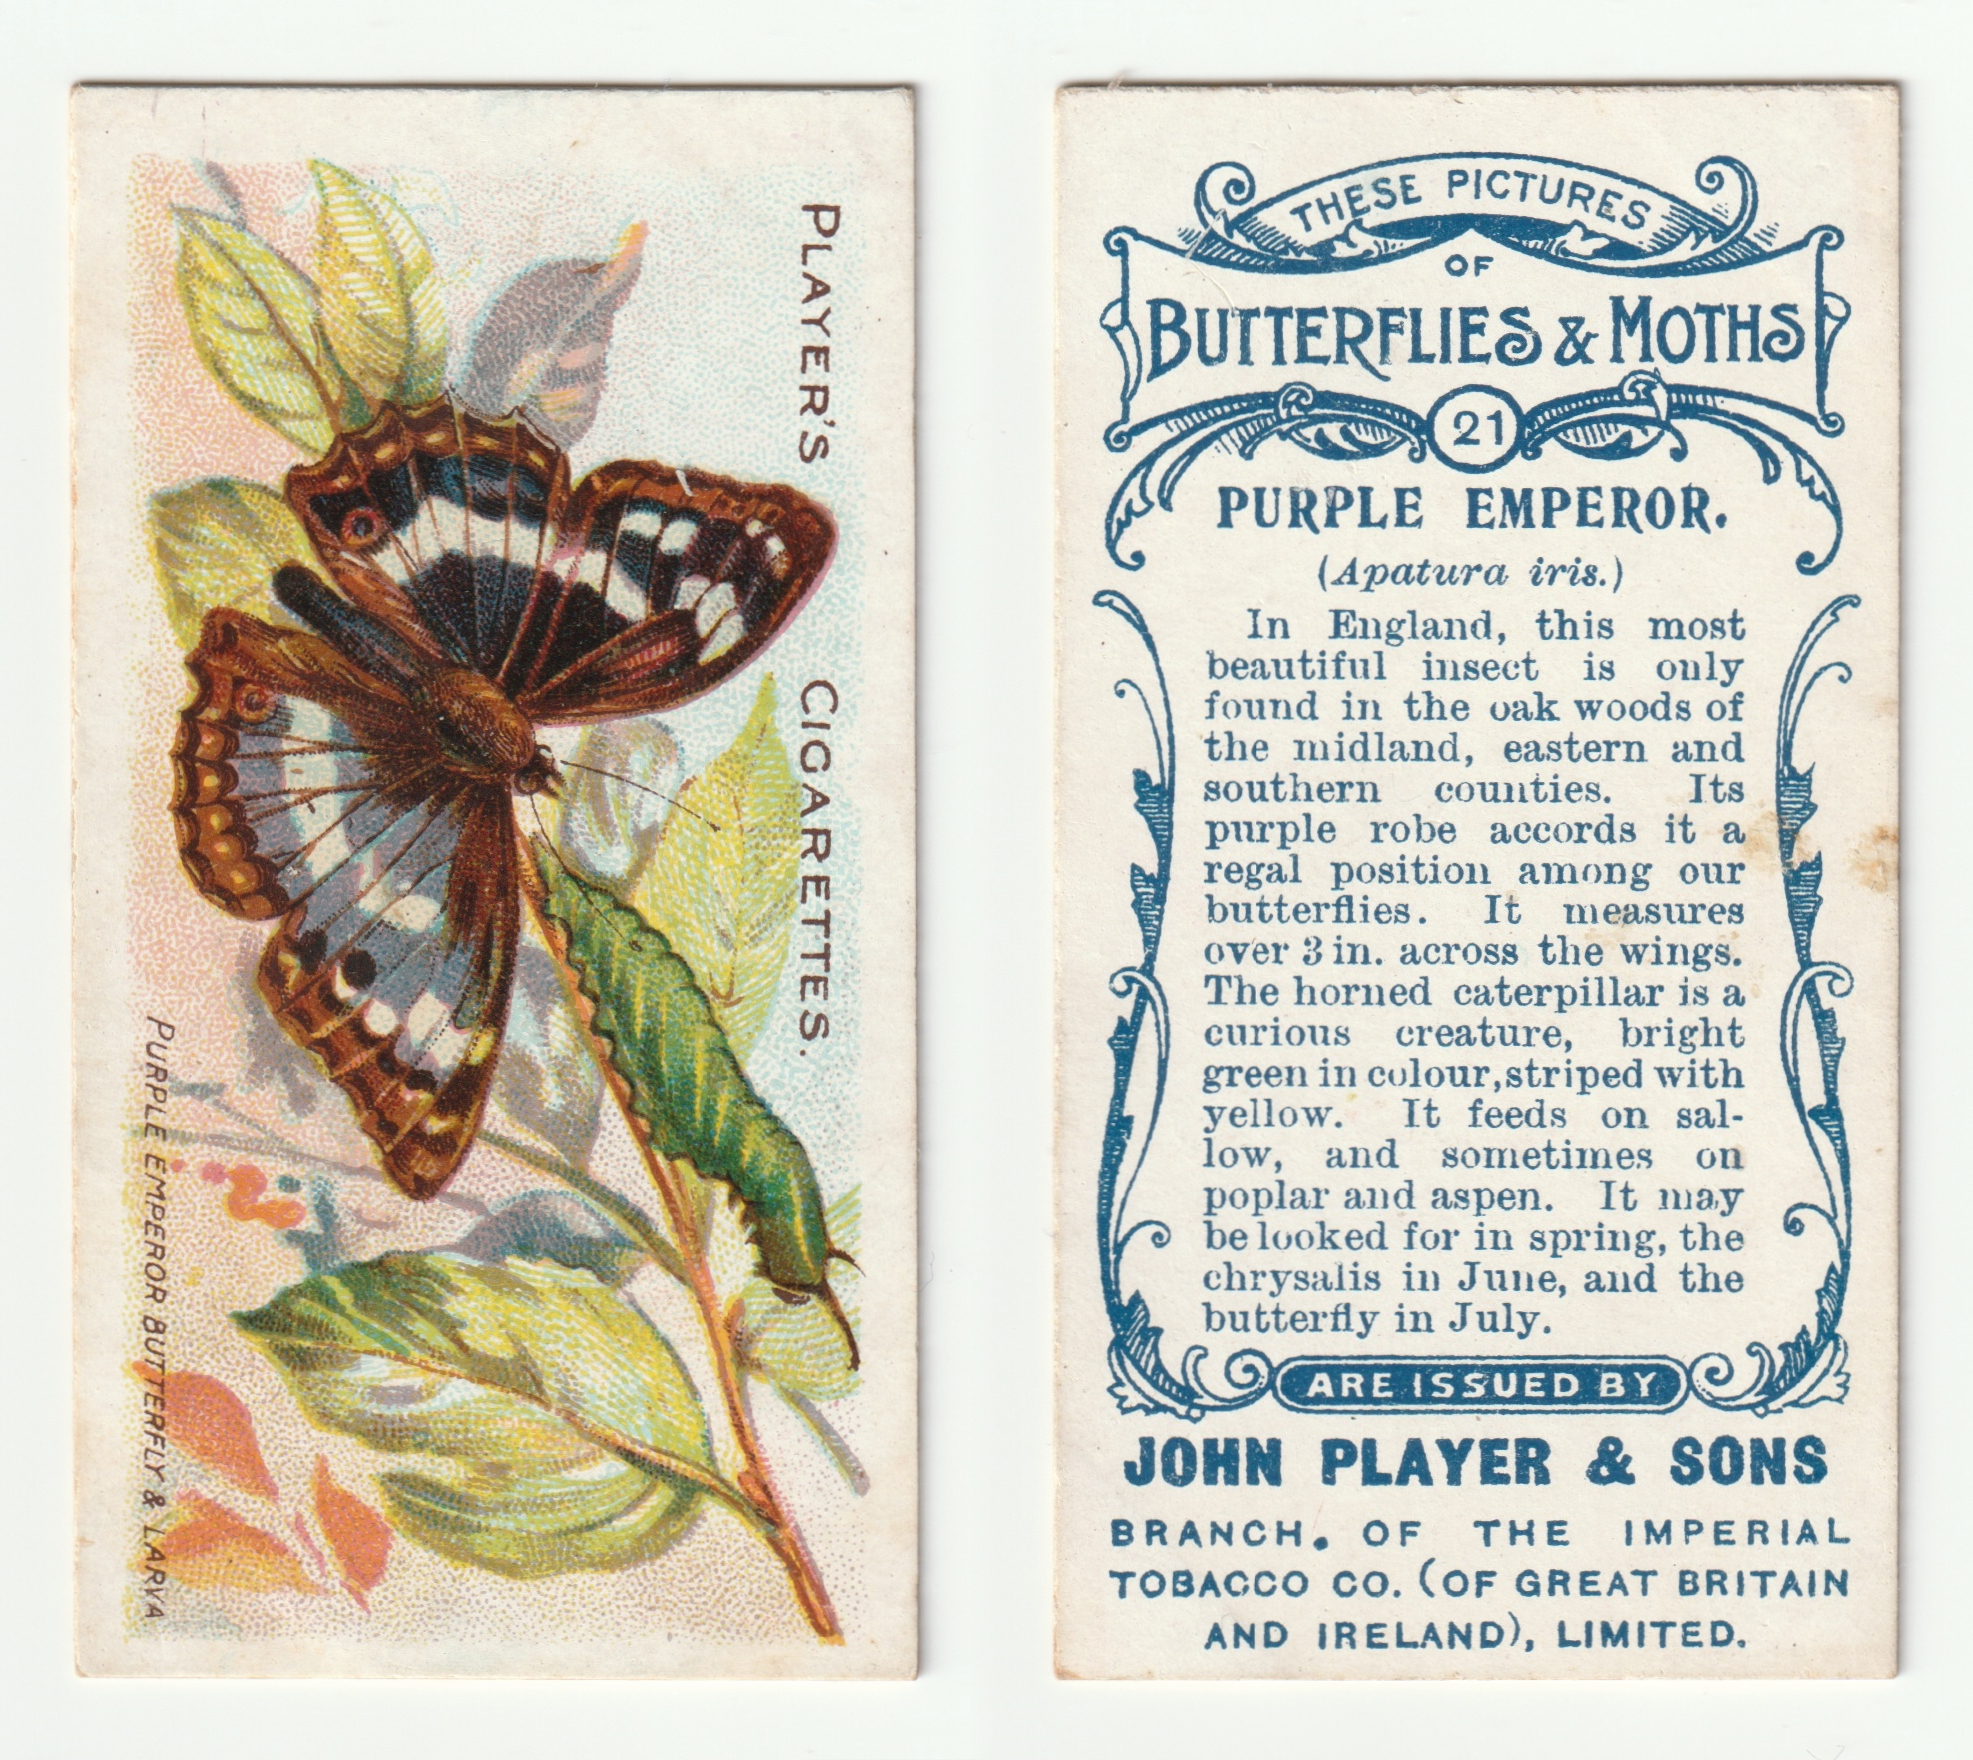 PLAYER'S CIGARETTES.
PURPLE EMPEROR BUTTERFLY & LARVA
THESE PICTURES
OF
BUTTERFLIES & MOTHS
21
PURPLE EMPEROR.
(Apatura iris.)
In England, this most
beautiful insect is only
found in the oak woods of
the midland, eastern and
southern counties. Its
purple robe accords it a
regal position among our
butterflies. It measures
over 3 in. across the wings.
The horned caterpillar is a
curious creature, bright
green in colour, striped with
yellow. It feeds on sal-
low, and sometimes on
poplar and aspen. It may
be looked for in spring, the
chrysalis in June, and the
butterfly in July.
ARE ISSUED BY
JOHN PLAYER & SONS
BRANCH. OF THE IMPERIAL
TOBACCO CO. (OF GREAT BRITAIN
AND IRELAND), LIMITED.